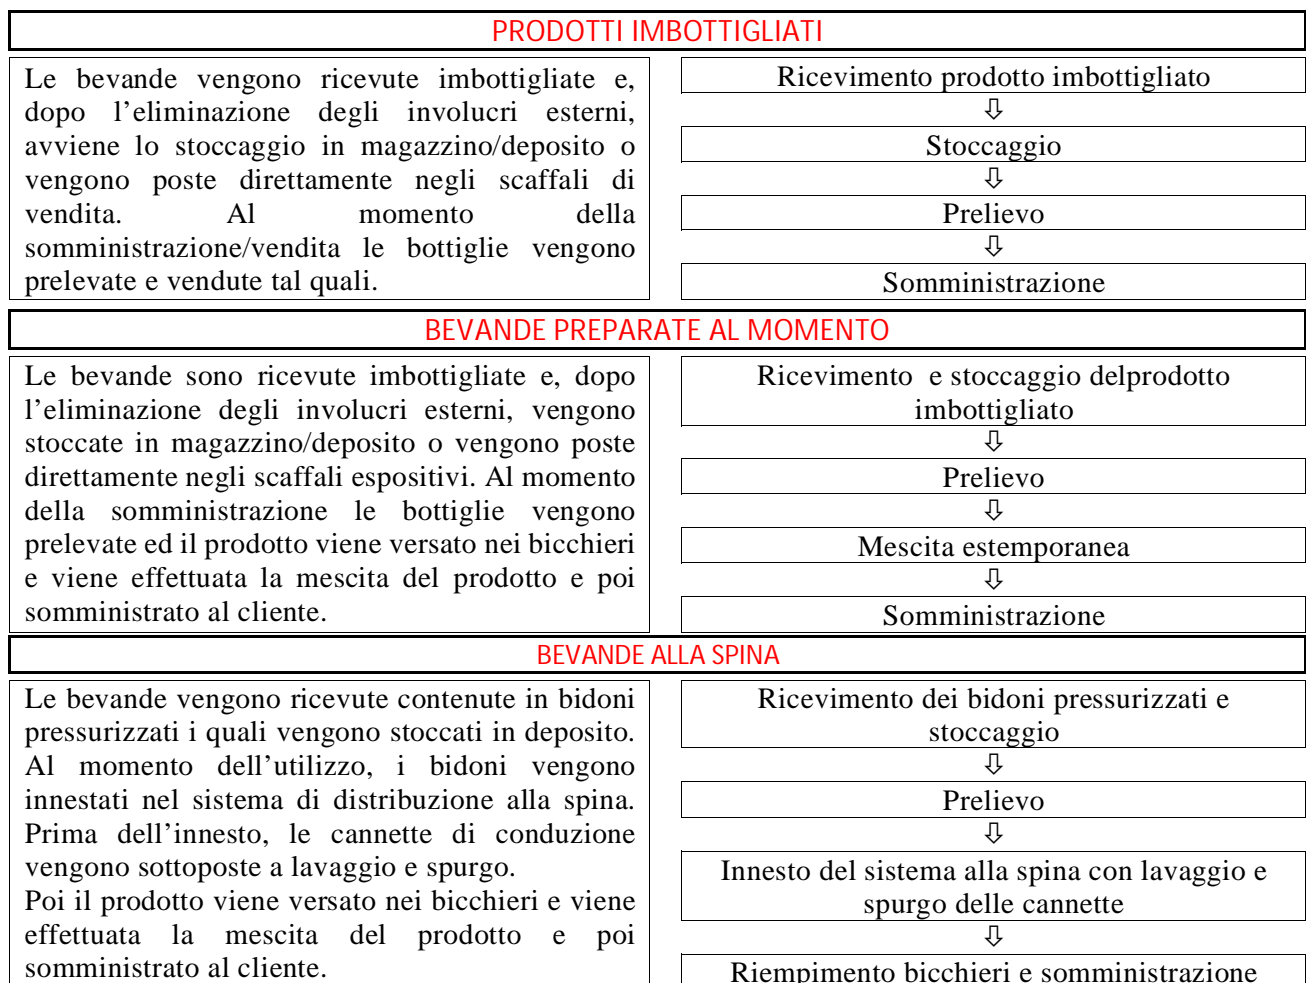 PRODOTTI IMBOTTIGLIATI
Le bevande vengono ricevute imbottigliate e,
dopo l’eliminazione degli involucri esterni,
avviene lo stoccaggio in magazzino/deposito o
vengono poste direttamente negli scaffali di
vendita. Al momento della
somministrazione/vendita le bottiglie vengono
prelevate e vendute tal quali.
Ricevimento prodotto imbottigliato
⇩
Stoccaggio
⇩
Prelievo
⇩
Somministrazione
BEVANDE PREPARATE AL MOMENTO
Le bevande sono ricevute imbottigliate e, dopo
l’eliminazione degli involucri esterni, vengono
stoccate in magazzino/deposito o vengono poste
direttamente negli scaffali espositivi. Al momento
della somministrazione le bottiglie vengono
prelevate ed il prodotto viene versato nei bicchieri
e viene effettuata la mescita del prodotto e poi
somministrato al cliente.
Ricevimento e stoccaggio delprodotto
imbottigliato
⇩
Prelievo
⇩
Mescita estemporanea
⇩
Somministrazione
BEVANDE ALLA SPINA
Le bevande vengono ricevute contenute in bidoni
pressurizzati i quali vengono stoccati in deposito.
Al momento dell’utilizzo, i bidoni vengono
innestati nel sistema di distribuzione alla spina.
Prima dell’innesto, le cannette di conduzione
vengono sottoposte a lavaggio e spurgo.
Poi il prodotto viene versato nei bicchieri e viene
effettuata la mescita del prodotto e poi
somministrato al cliente.
Ricevimento dei bidoni pressurizzati e
stoccaggio
⇩
Prelievo
⇩
Innesto del sistema alla spina con lavaggio e
spurgo delle cannette
⇩
Riempimento bicchieri e somministrazione